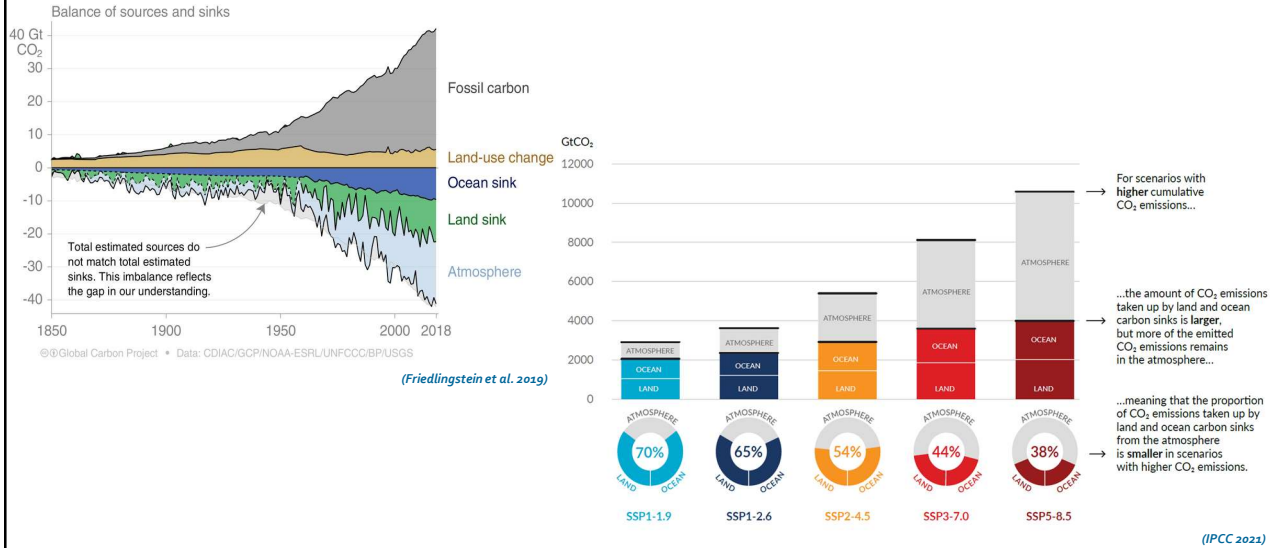 Balance of sources and sinks
40 Gt
CO₂
30
20
10
0
-10
-20
-30
-40
1850
1900
1950
2000
2018
Fossil carbon
Land-use change
Ocean sink
Land sink
Atmosphere
Total estimated sources do
not match total estimated
sinks. This imbalance reflects
the gap in our understanding.
Global Carbon Project • Data: CDIAC/GCP/NOAA-ESRL/UNFCCC/BP/USGS
(Friedlingstein et al. 2019)
GtCO₂
12000
10000
8000
6000
4000
2000
0
ATMOSPHERE
OCEAN
LAND
ATMOSPHERE
OCEAN
LAND
ATMOSPHERE
OCEAN
LAND
ATMOSPHERE
OCEAN
LAND
ATMOSPHERE
OCEAN
LAND
For scenarios with
higher cumulative
CO₂ emissions...
...the amount of CO₂ emissions
taken up by land and ocean
carbon sinks is larger,
but more of the emitted
CO₂ emissions remains
in the atmosphere...
...meaning that the proportion
of CO₂ emissions taken up by
land and ocean carbon sinks
from the atmosphere
is smaller in scenarios
with higher CO₂ emissions.
ATMOSPHERE
70%
LAND
OCEAN
SSP1-1.9
ATMOSPHERE
65%
LAND
OCEAN
SSP1-2.6
ATMOSPHERE
54%
LAND
OCEAN
SSP2-4.5
ATMOSPHERE
44%
LAND
OCEAN
SSP3-7.0
ATMOSPHERE
38%
LAND
OCEAN
SSP5-8.5
(IPCC 2021)